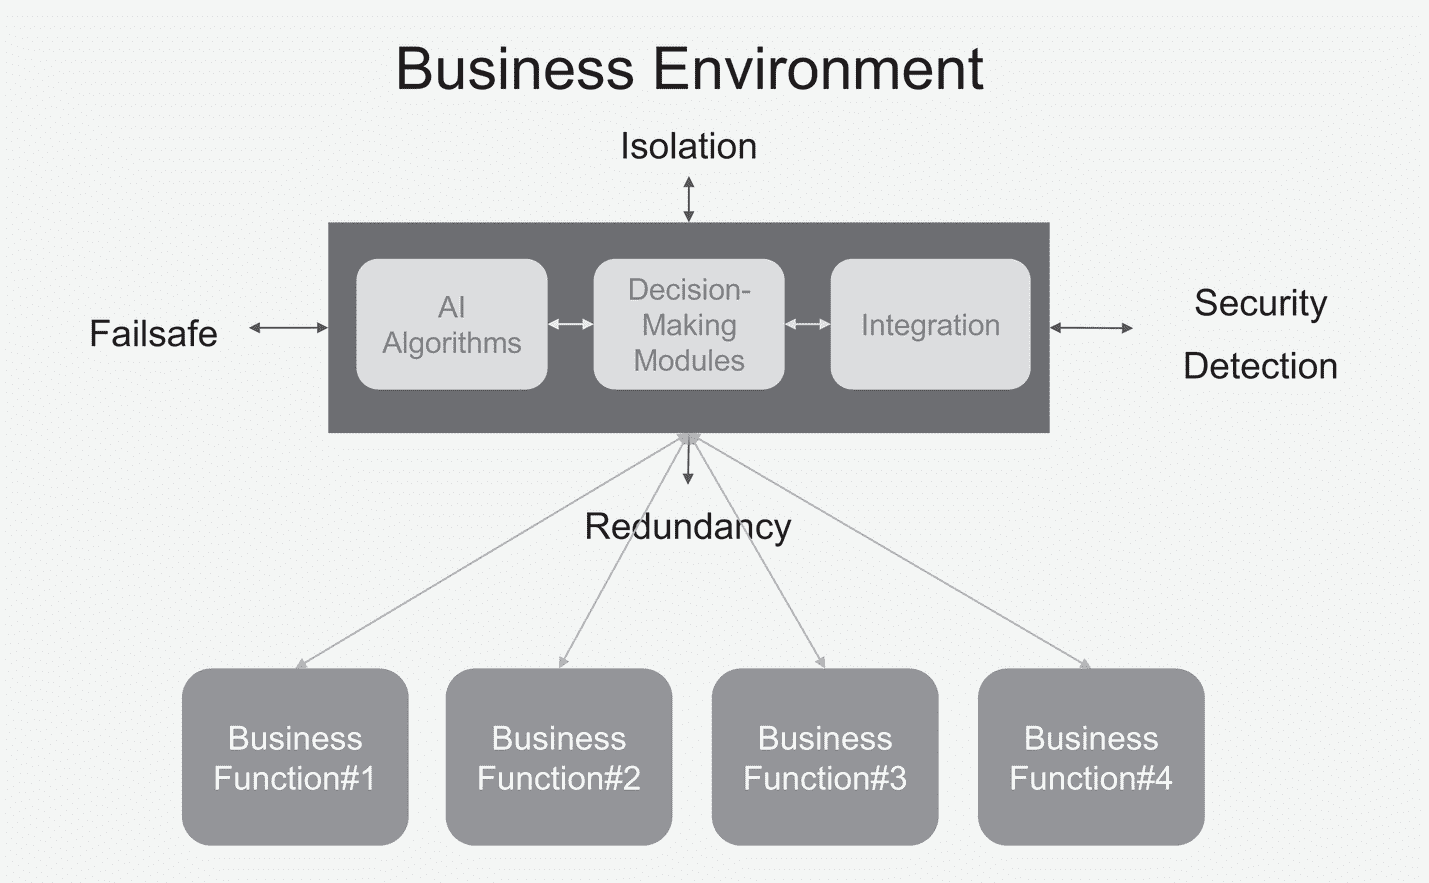 Business Environment
Isolation
AI
Algorithms
Decision-
Making
Modules
Integration
Failsafe
Security
Detection
Redundancy
Business
Function#1
Business
Function#2
Business
Function#3
Business
Function#4